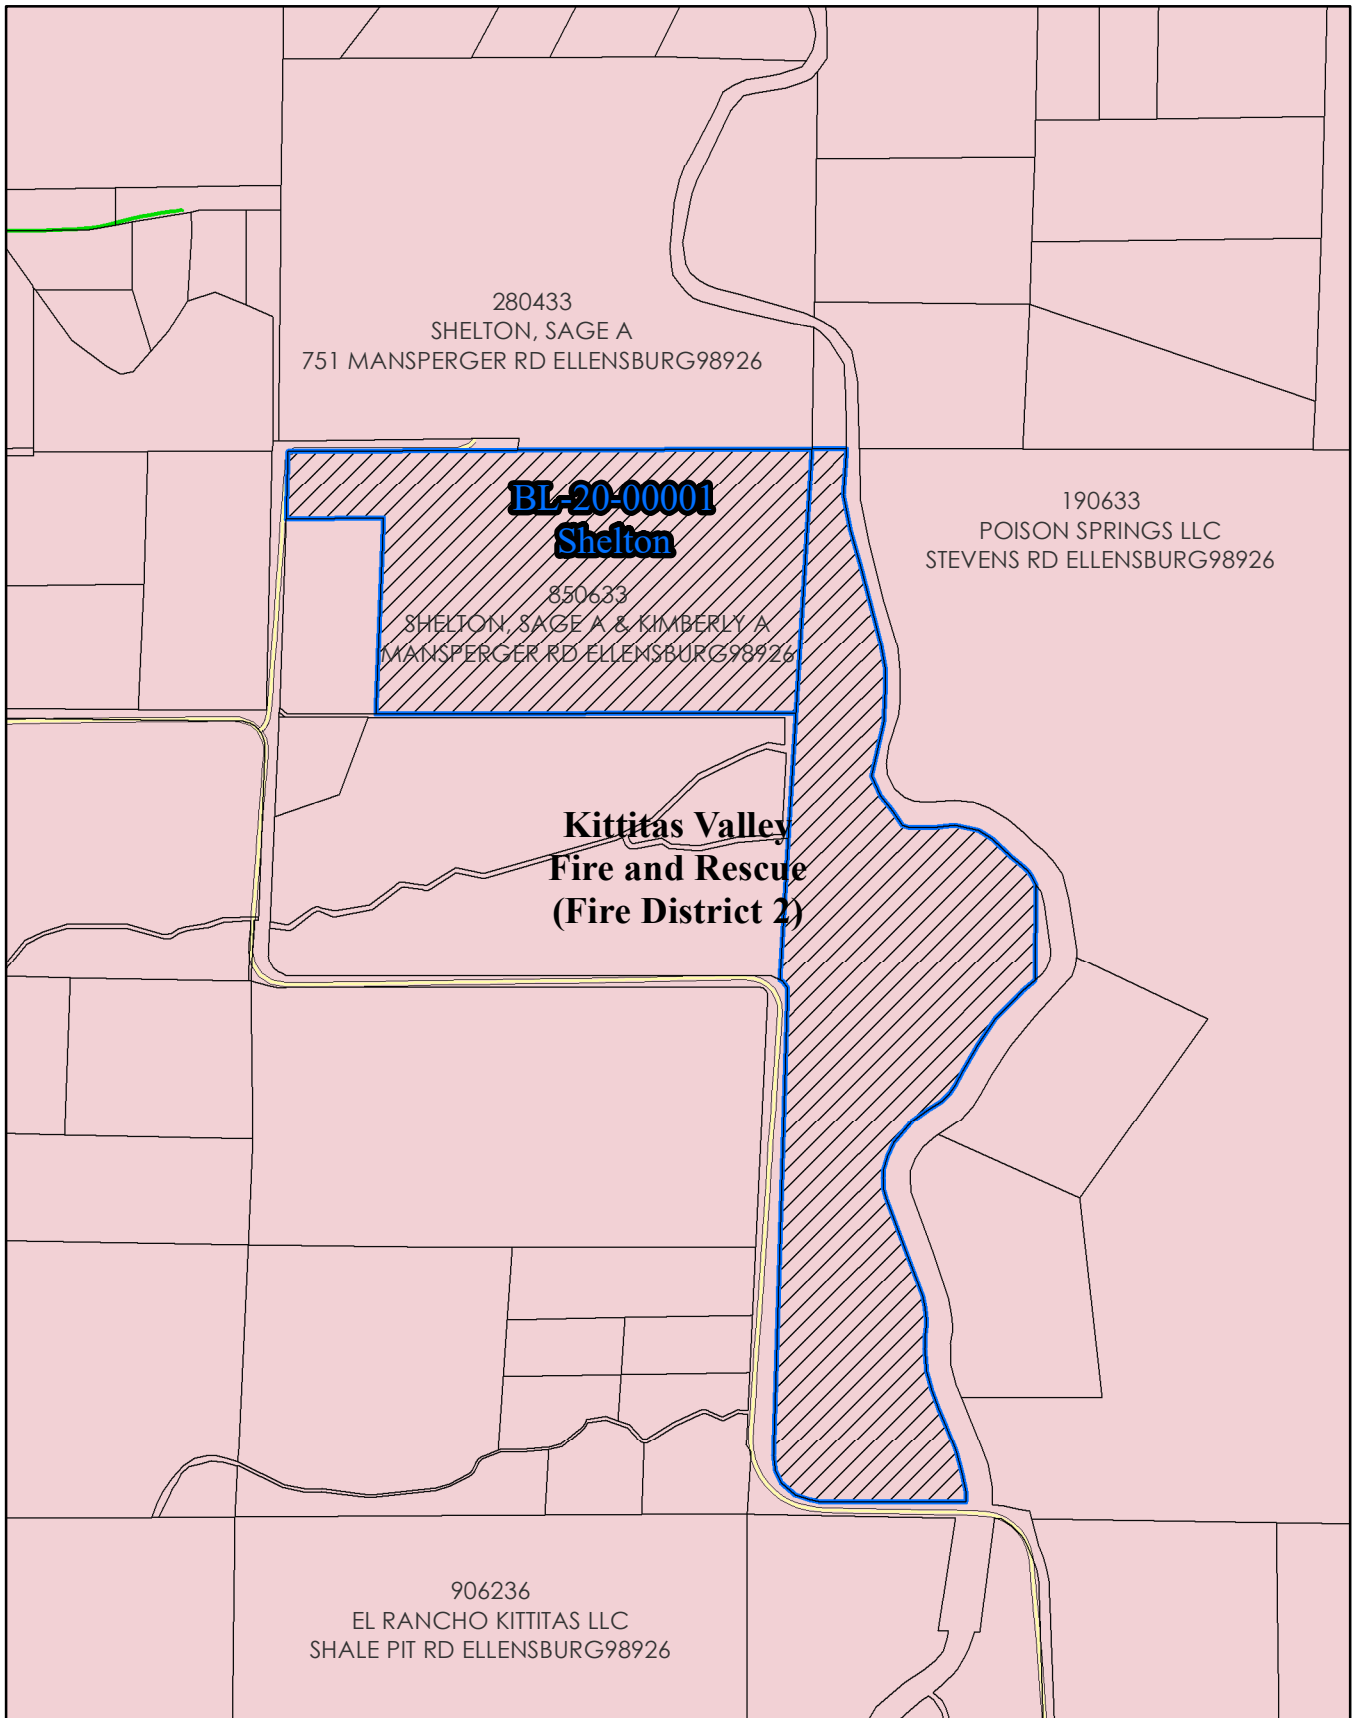 280433
SHELTON, SAGE A
751 MANSPERGER RD ELLENSBURG98926
BL-20-00001
Shelton
190633
POISON SPRINGS LLC
STEVENS RD ELLENSBURG98926
850633
SHELTON, SAGE A & KIMBERLY A
MANSPERGER RD ELLENSBURG98926
Kittitas Valley
Fire and Rescue
(Fire District 2)
906236
EL RANCHO KITTITAS LLC
SHALE PIT RD ELLENSBURG98926